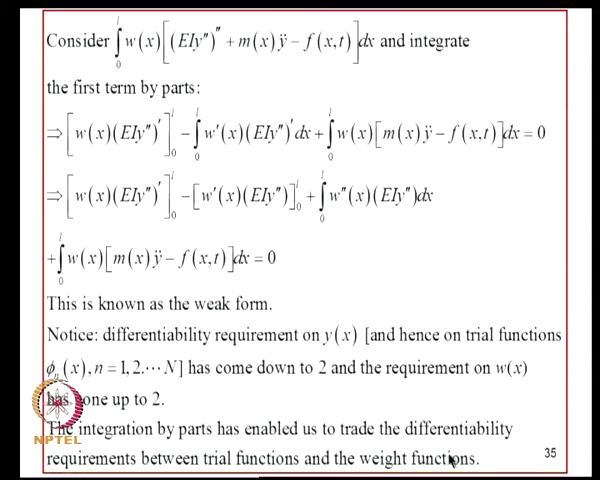 Consider ∫₀ˡ w(x)[(EIy″)″ + m(x)ÿ − f(x,t)]dx and integrate
the first term by parts:
⇒ [w(x)(EIy″)′]₀ˡ − ∫₀ˡ w′(x)(EIy″)′dx + ∫₀ˡ w(x)[m(x)ÿ − f(x,t)]dx = 0
⇒ [w(x)(EIy″)′]₀ˡ − [w′(x)(EIy″)]₀ˡ + ∫₀ˡ w″(x)(EIy″)dx
+ ∫₀ˡ w(x)[m(x)ÿ − f(x,t)]dx = 0
This is known as the weak form.
Notice: differentiability requirement on y(x) [and hence on trial functions
ϕₙ(x), n = 1, 2.⋯N] has come down to 2 and the requirement on w(x)
has one up to 2.
The integration by parts has enabled us to trade the differentiability
requirements between trial functions and the weight functions.
NPTEL
35